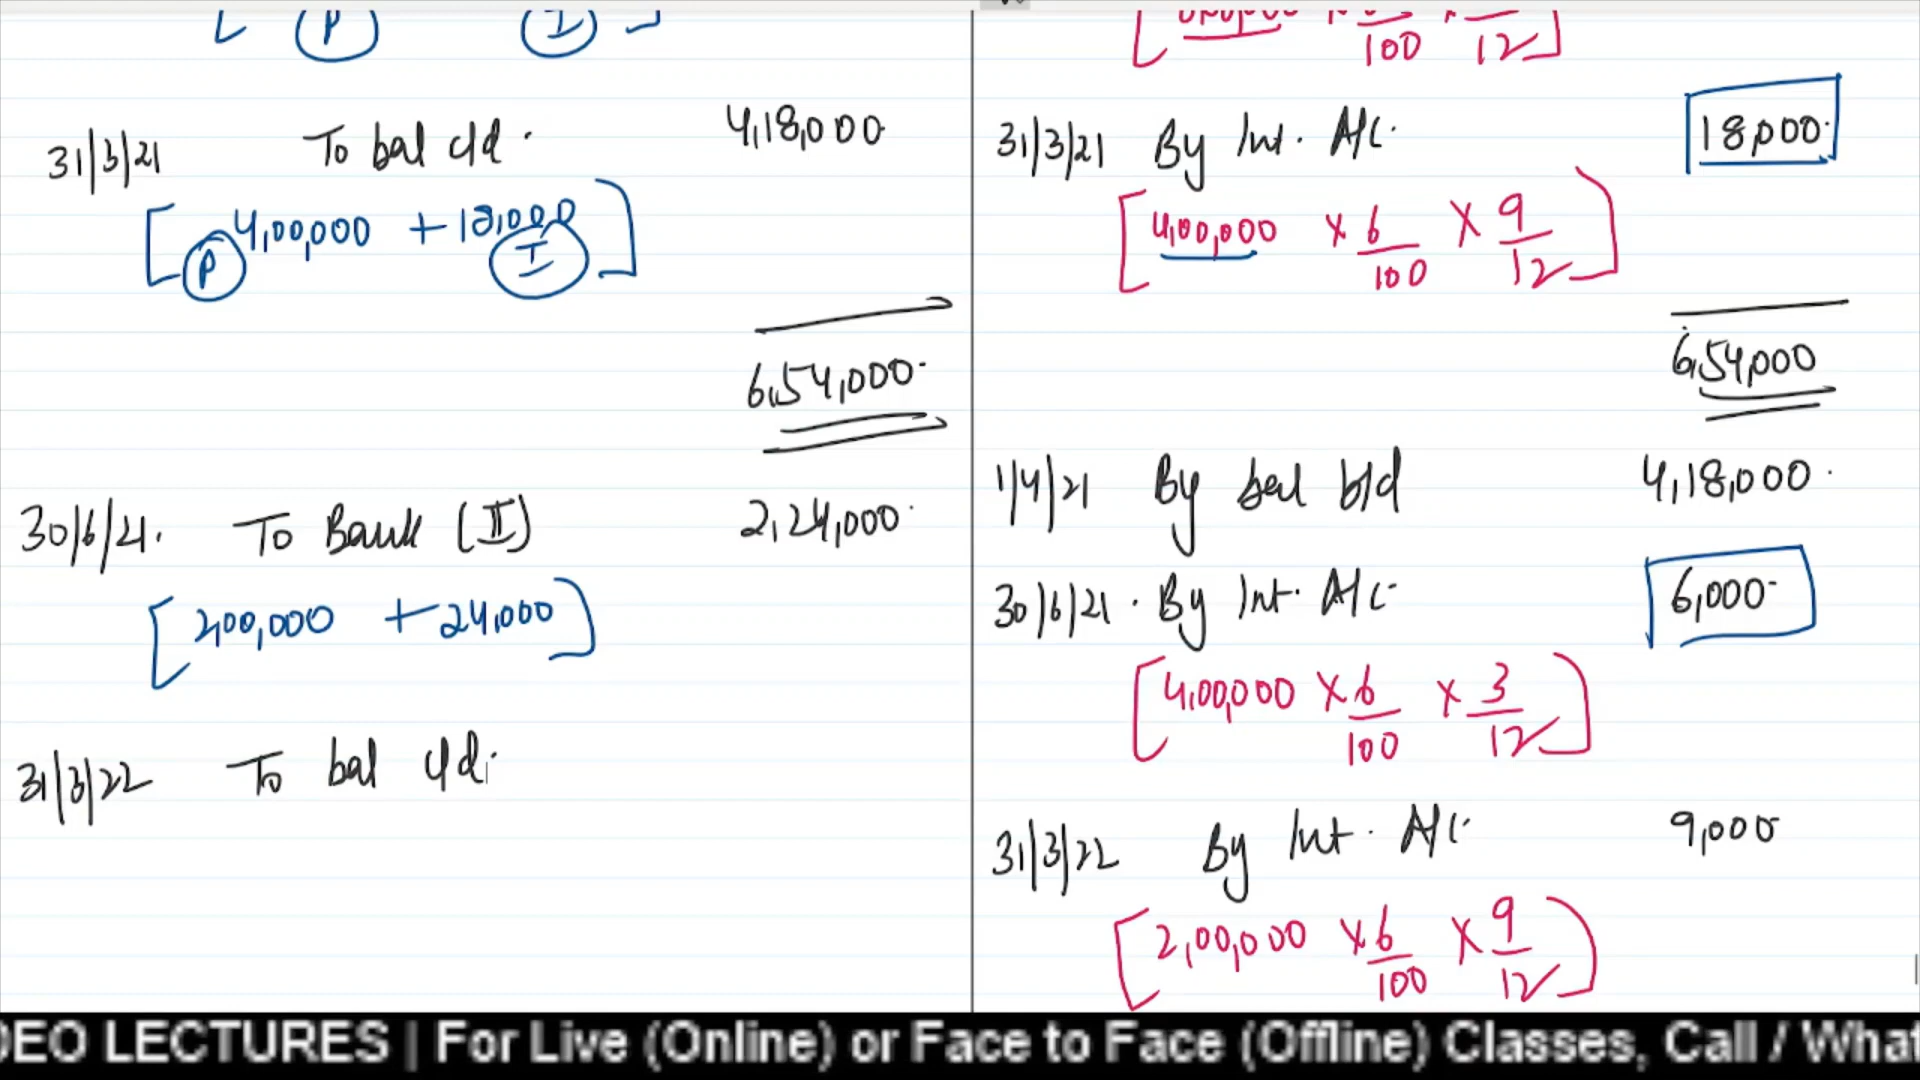 [ P I ]
31/3/21 To bal c/d. 4,18,000
[4,00,000 + 18,000]
P I
6,54,000
30/6/21. To Bank (II) 2,24,000
[2,00,000 + 24,000]
31/3/22 To bal c/d.
100 12]
31/3/21 By Int. A/c. 18,000
[4,00,000 × 6/100 × 9/12]
6,54,000
1/4/21 By bal b/d 4,18,000
30/6/21. By Int. A/c 6,000
[4,00,000 × 6/100 × 3/12]
31/3/22 By Int. A/c 9,000
[2,00,000 × 6/100 × 9/12]
DEO LECTURES | For Live (Online) or Face to Face (Offline) Classes, Call / What